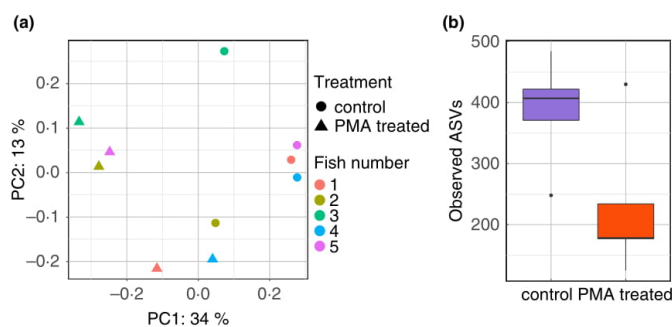 (a)
PC2: 13 %
0·2
0·1
0·0
−0·1
−0·2
−0·2
0·0
0·2
PC1: 34 %
Treatment
control
PMA treated
Fish number
1
2
3
4
5
(b)
Observed ASVs
500
400
300
200
control PMA treated